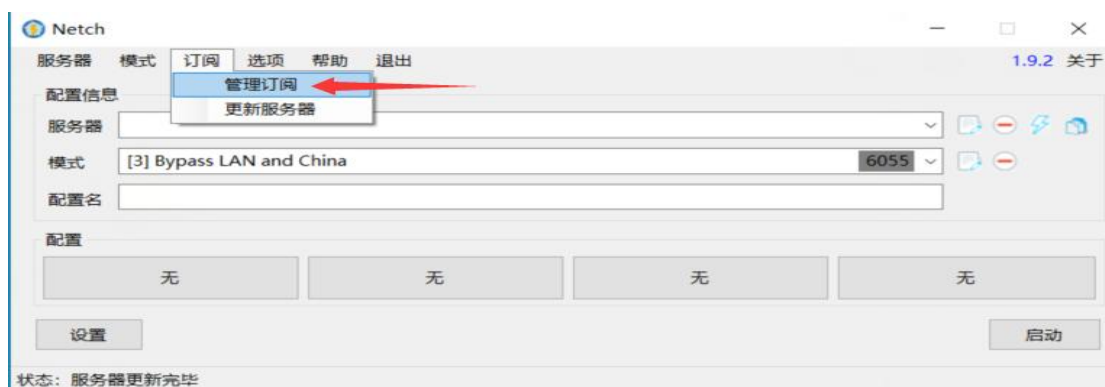 Netch
服务器 模式 订阅 选项 帮助 退出 1.9.2 关于
管理订阅
更新服务器
配置信息
服务器
模式 [3] Bypass LAN and China 6055
配置名
配置
无 无 无 无
设置 启动
状态：服务器更新完毕